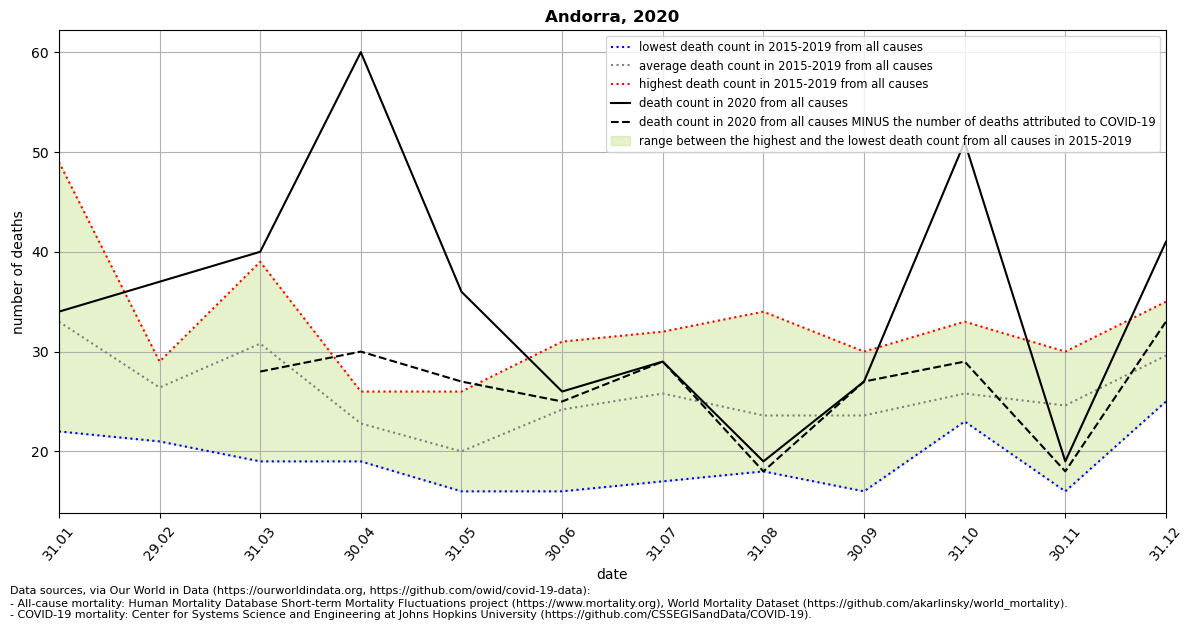 Andorra, 2020
lowest death count in 2015-2019 from all causes
average death count in 2015-2019 from all causes
highest death count in 2015-2019 from all causes
death count in 2020 from all causes
death count in 2020 from all causes MINUS the number of deaths attributed to COVID-19
range between the highest and the lowest death count from all causes in 2015-2019
number of deaths
60
50
40
30
20
31.01
29.02
31.03
30.04
31.05
30.06
31.07
31.08
30.09
31.10
30.11
31.12
date
Data sources, via Our World in Data (https://ourworldindata.org, https://github.com/owid/covid-19-data):
- All-cause mortality: Human Mortality Database Short-term Mortality Fluctuations project (https://www.mortality.org), World Mortality Dataset (https://github.com/akarlinsky/world_mortality).
- COVID-19 mortality: Center for Systems Science and Engineering at Johns Hopkins University (https://github.com/CSSEGISandData/COVID-19).